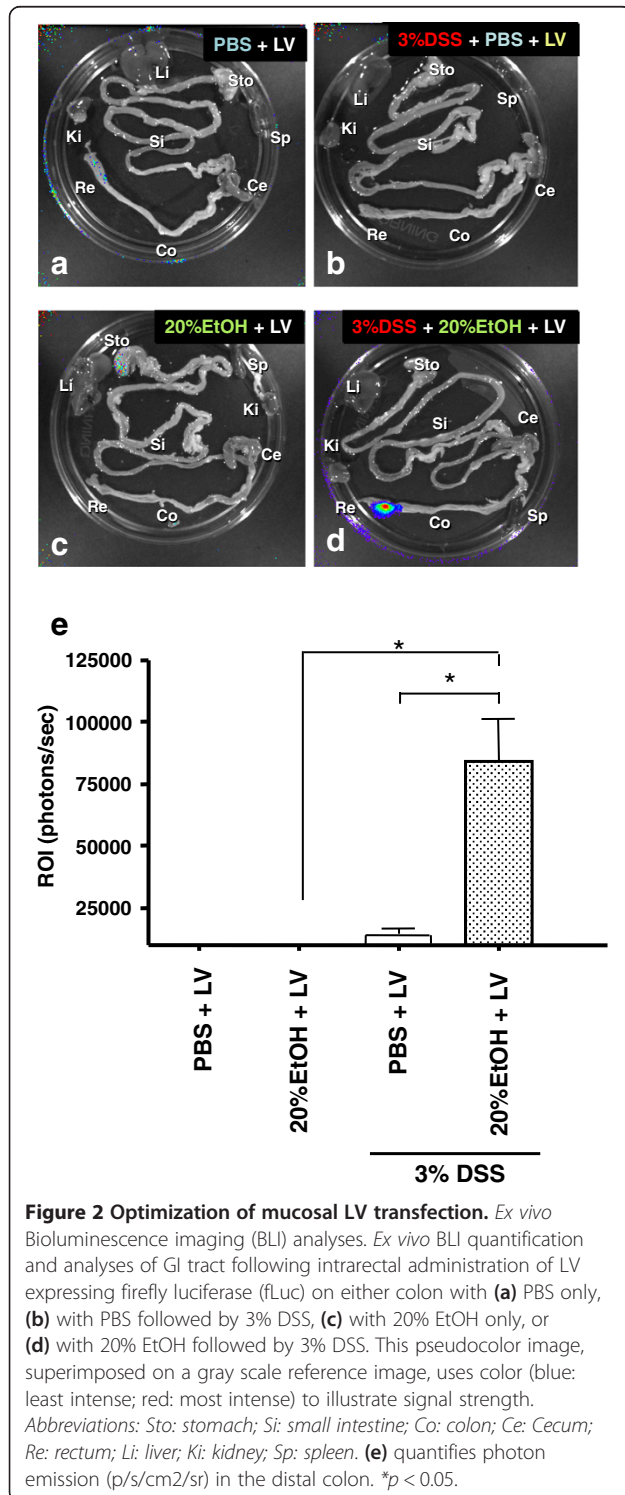 PBS + LV
Li
Sto
Ki
Si
Sp
Re
Ce
Co
a
3%DSS + PBS + LV
Li
Sto
Sp
Ki
Si
Ce
Re
Co
b
20%EtOH + LV
Sto
Li
Sp
Ki
Si
Ce
Re
Co
c
3%DSS + 20%EtOH + LV
Li
Sto
Si
Ce
Ki
Re
Co
Sp
d
e
125000
100000
75000
50000
25000
ROI (photons/sec)
*
*
PBS + LV
20%EtOH + LV
PBS + LV
20%EtOH + LV
3% DSS
Figure 2 Optimization of mucosal LV transfection. Ex vivo
Bioluminescence imaging (BLI) analyses. Ex vivo BLI quantification
and analyses of GI tract following intrarectal administration of LV
expressing firefly luciferase (fLuc) on either colon with (a) PBS only,
(b) with PBS followed by 3% DSS, (c) with 20% EtOH only, or
(d) with 20% EtOH followed by 3% DSS. This pseudocolor image,
superimposed on a gray scale reference image, uses color (blue:
least intense; red: most intense) to illustrate signal strength.
Abbreviations: Sto: stomach; Si: small intestine; Co: colon; Ce: Cecum;
Re: rectum; Li: liver; Ki: kidney; Sp: spleen. (e) quantifies photon
emission (p/s/cm2/sr) in the distal colon. *p < 0.05.